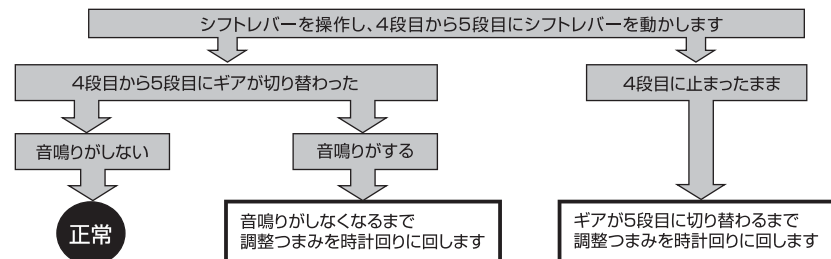 シフトレバーを操作し、4段目から5段目にシフトレバーを動かします
4段目から5段目にギアが切り替わった
4段目に止まったまま
音鳴りがしない
音鳴りがする
正常
音鳴りがしなくなるまで
調整つまみを時計回りに回します
ギアが5段目に切り替わるまで
調整つまみを時計回りに回します